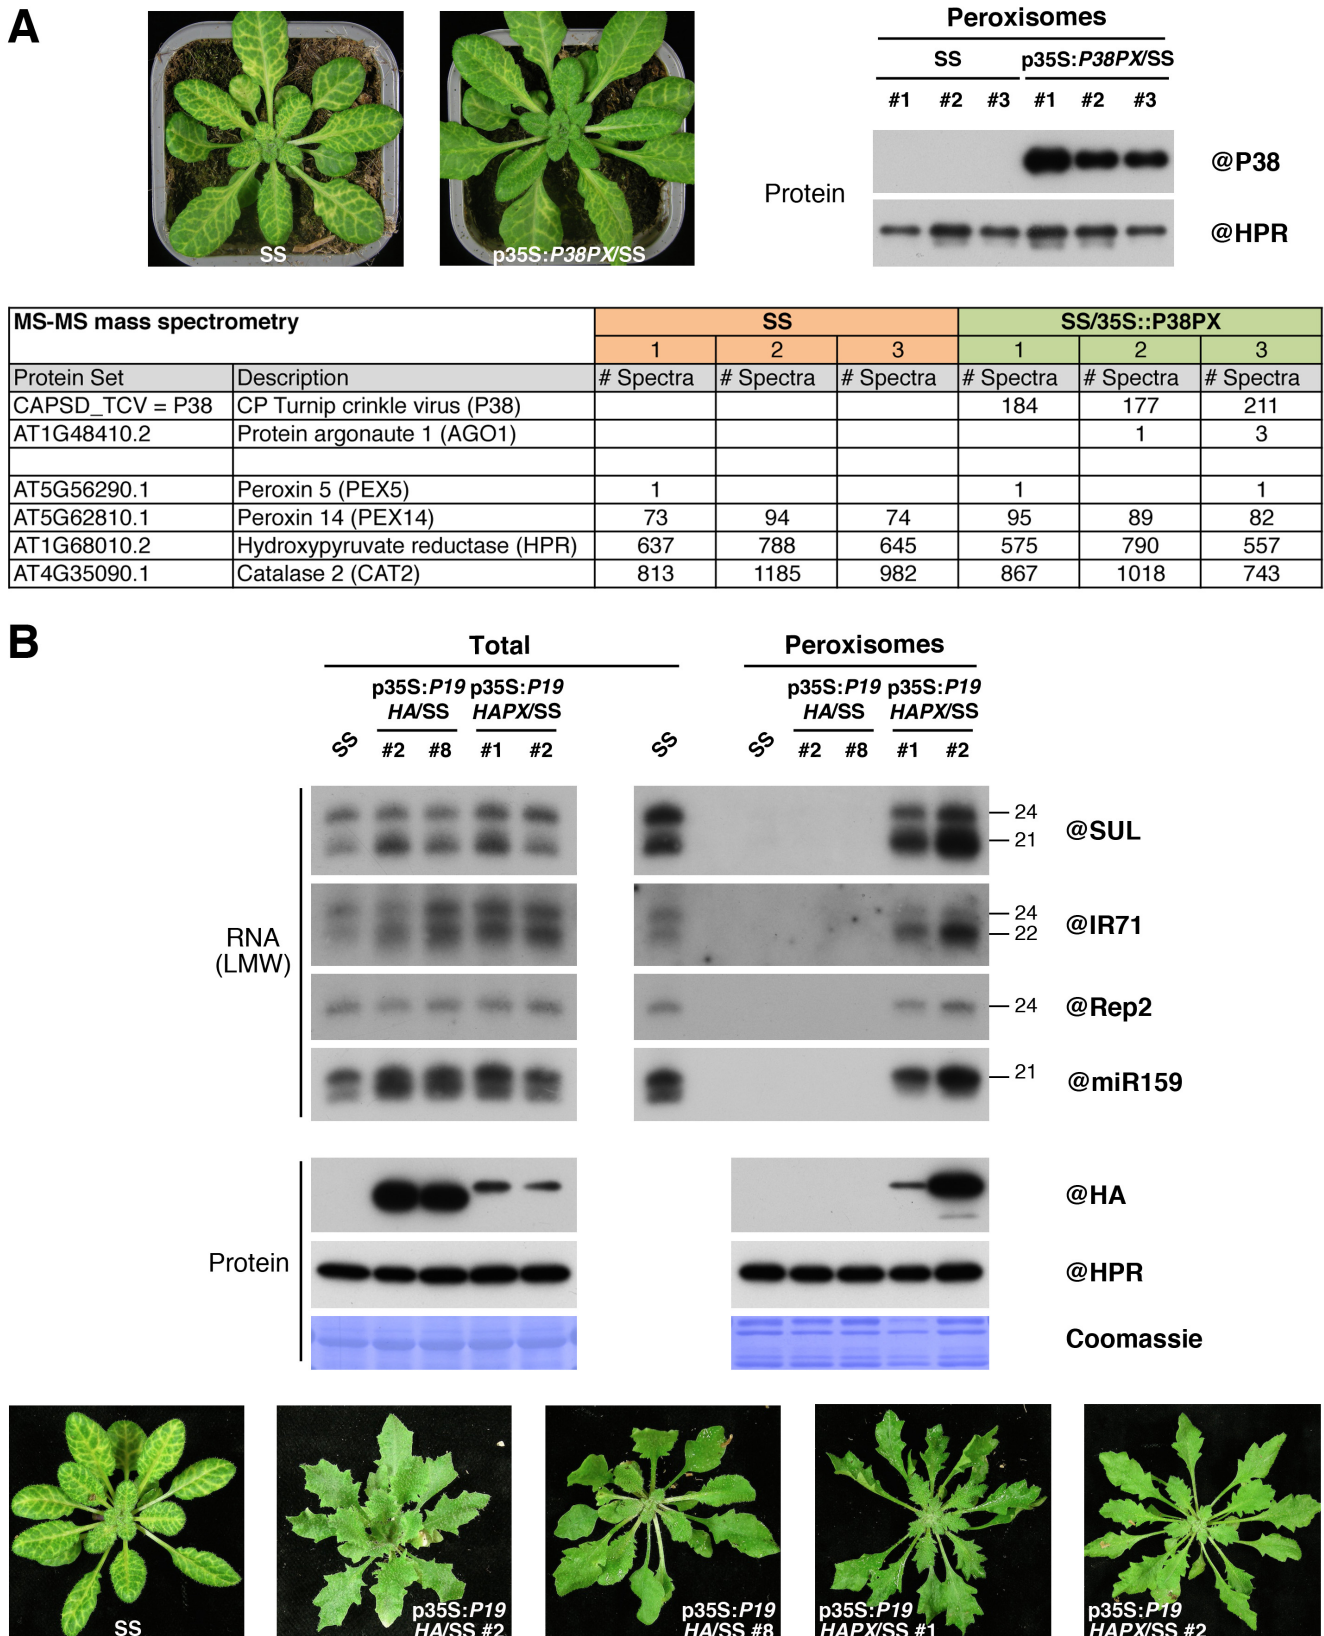 A
SS
p35S:P38PX/SS
Peroxisomes
SS p35S:P38PX/SS
#1 #2 #3 #1 #2 #3
Protein
@P38
@HPR
MS-MS mass spectrometry SS SS/35S::P38PX
1 2 3 1 2 3
Protein Set Description # Spectra # Spectra # Spectra # Spectra # Spectra # Spectra
CAPSD_TCV = P38 CP Turnip crinkle virus (P38) 184 177 211
AT1G48410.2 Protein argonaute 1 (AGO1) 1 3
AT5G56290.1 Peroxin 5 (PEX5) 1 1 1
AT5G62810.1 Peroxin 14 (PEX14) 73 94 74 95 89 82
AT1G68010.2 Hydroxypyruvate reductase (HPR) 637 788 645 575 790 557
AT4G35090.1 Catalase 2 (CAT2) 813 1185 982 867 1018 743
B
Total Peroxisomes
p35S:P19 p35S:P19 p35S:P19 p35S:P19
HA/SS HAPX/SS HA/SS HAPX/SS
SS #2 #8 #1 #2 SS SS #2 #8 #1 #2
RNA
(LMW)
24
21
@SUL
24
22
@IR71
24
@Rep2
21
@miR159
Protein
@HA
@HPR
Coomassie
SS
p35S:P19
HA/SS #2
p35S:P19
HA/SS #8
p35S:P19
HAPX/SS #1
p35S:P19
HAPX/SS #2